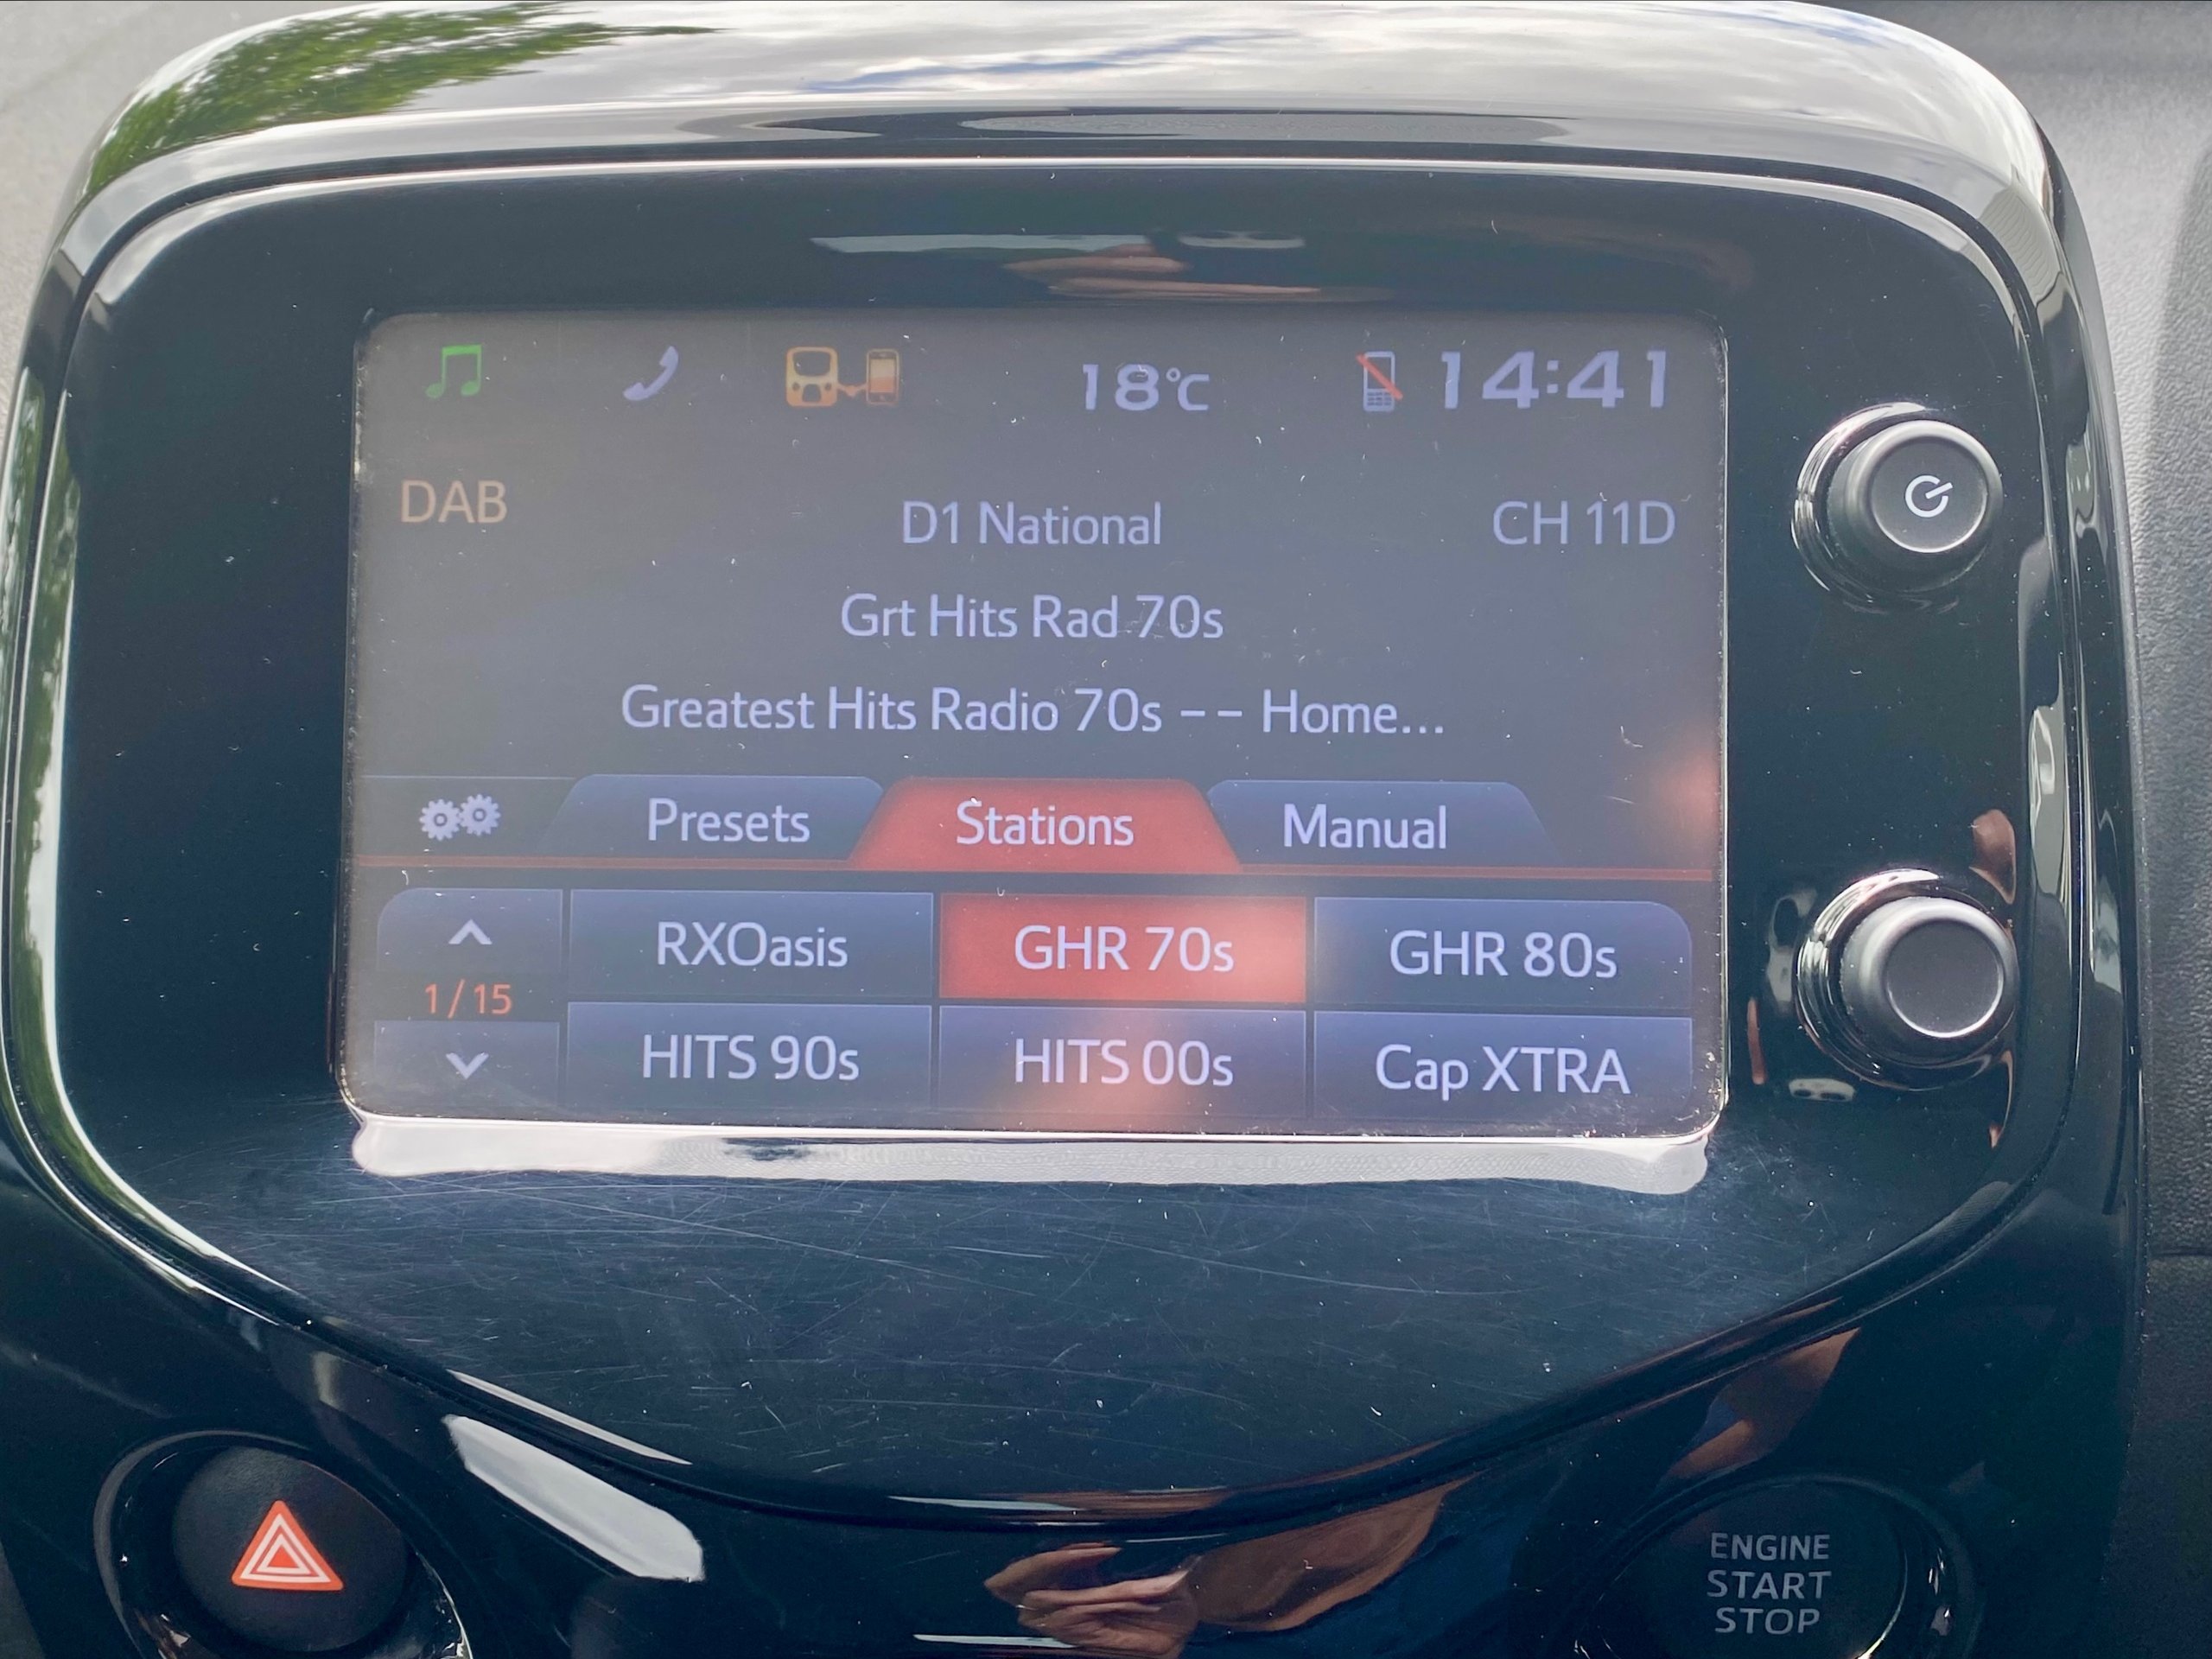 18°C 14:41
DAB
D1 National CH 11D
Grt Hits Rad 70s
Greatest Hits Radio 70s -- Home...
Presets Stations Manual
RXOasis GHR 70s GHR 80s
1/15
HITS 90s HITS 00s Cap XTRA
ENGINE
START
STOP